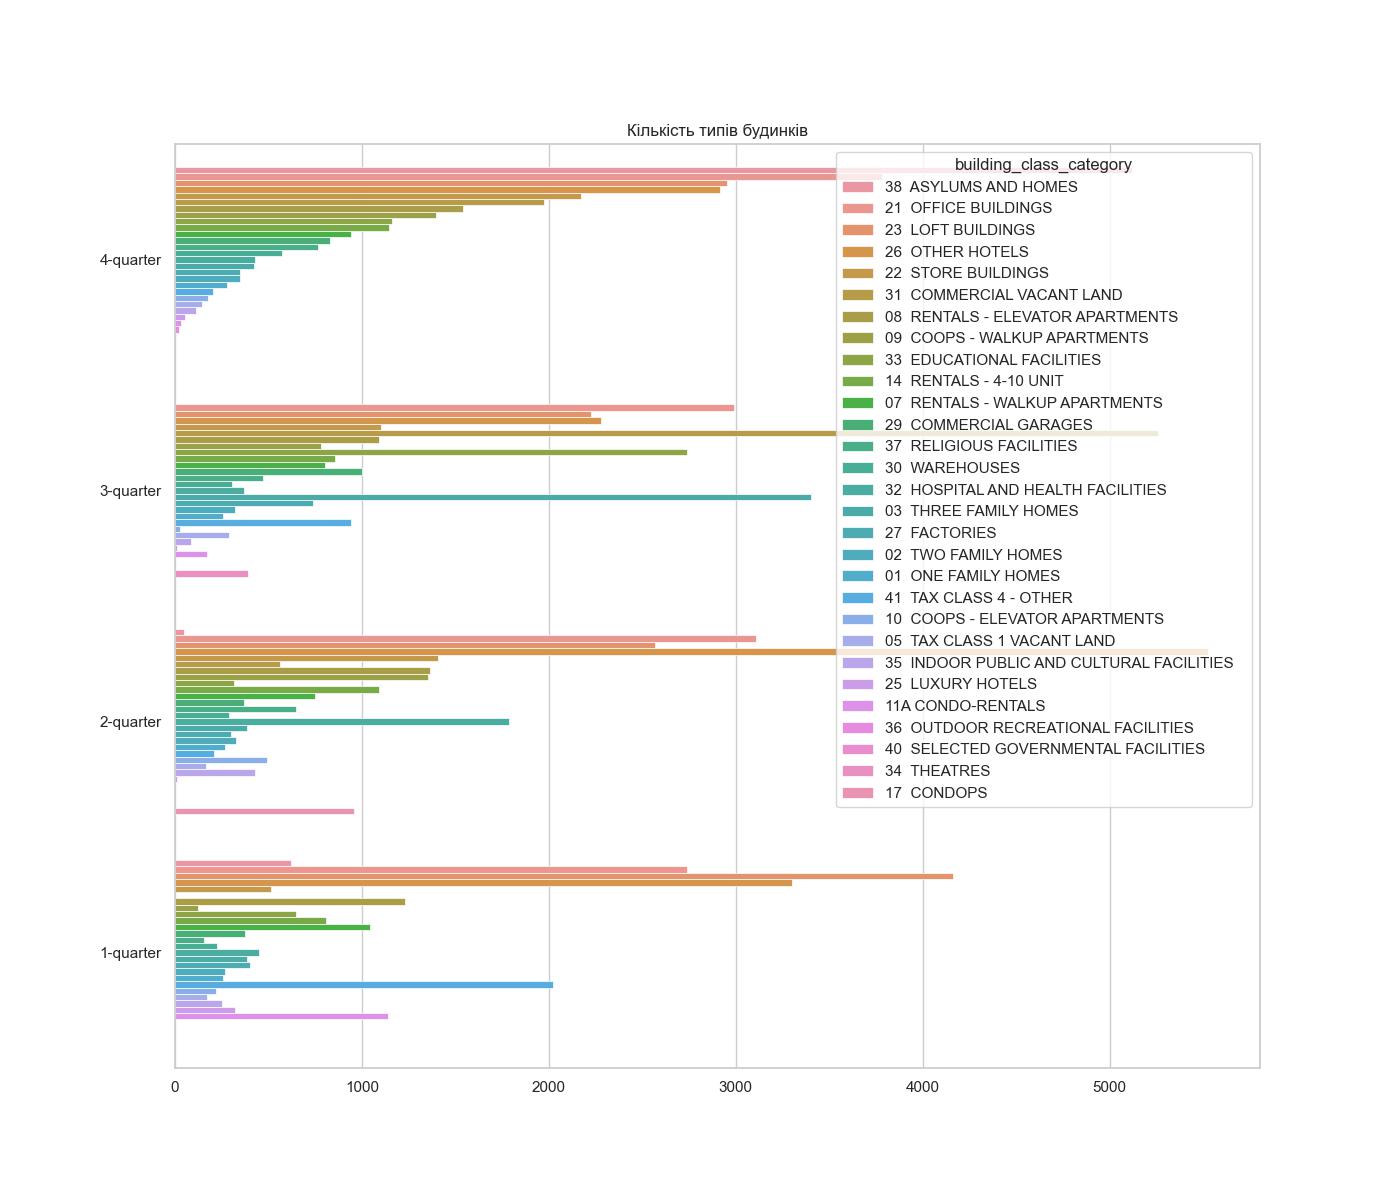 Кількість типів будинків
building_class_category
38  ASYLUMS AND HOMES
21  OFFICE BUILDINGS
23  LOFT BUILDINGS
26  OTHER HOTELS
22  STORE BUILDINGS
31  COMMERCIAL VACANT LAND
08  RENTALS - ELEVATOR APARTMENTS
09  COOPS - WALKUP APARTMENTS
33  EDUCATIONAL FACILITIES
14  RENTALS - 4-10 UNIT
07  RENTALS - WALKUP APARTMENTS
29  COMMERCIAL GARAGES
37  RELIGIOUS FACILITIES
30  WAREHOUSES
32  HOSPITAL AND HEALTH FACILITIES
03  THREE FAMILY HOMES
27  FACTORIES
02  TWO FAMILY HOMES
01  ONE FAMILY HOMES
41  TAX CLASS 4 - OTHER
10  COOPS - ELEVATOR APARTMENTS
05  TAX CLASS 1 VACANT LAND
35  INDOOR PUBLIC AND CULTURAL FACILITIES
25  LUXURY HOTELS
11A CONDO-RENTALS
36  OUTDOOR RECREATIONAL FACILITIES
40  SELECTED GOVERNMENTAL FACILITIES
34  THEATRES
17  CONDOPS
4-quarter
3-quarter
2-quarter
1-quarter
0 1000 2000 3000 4000 5000